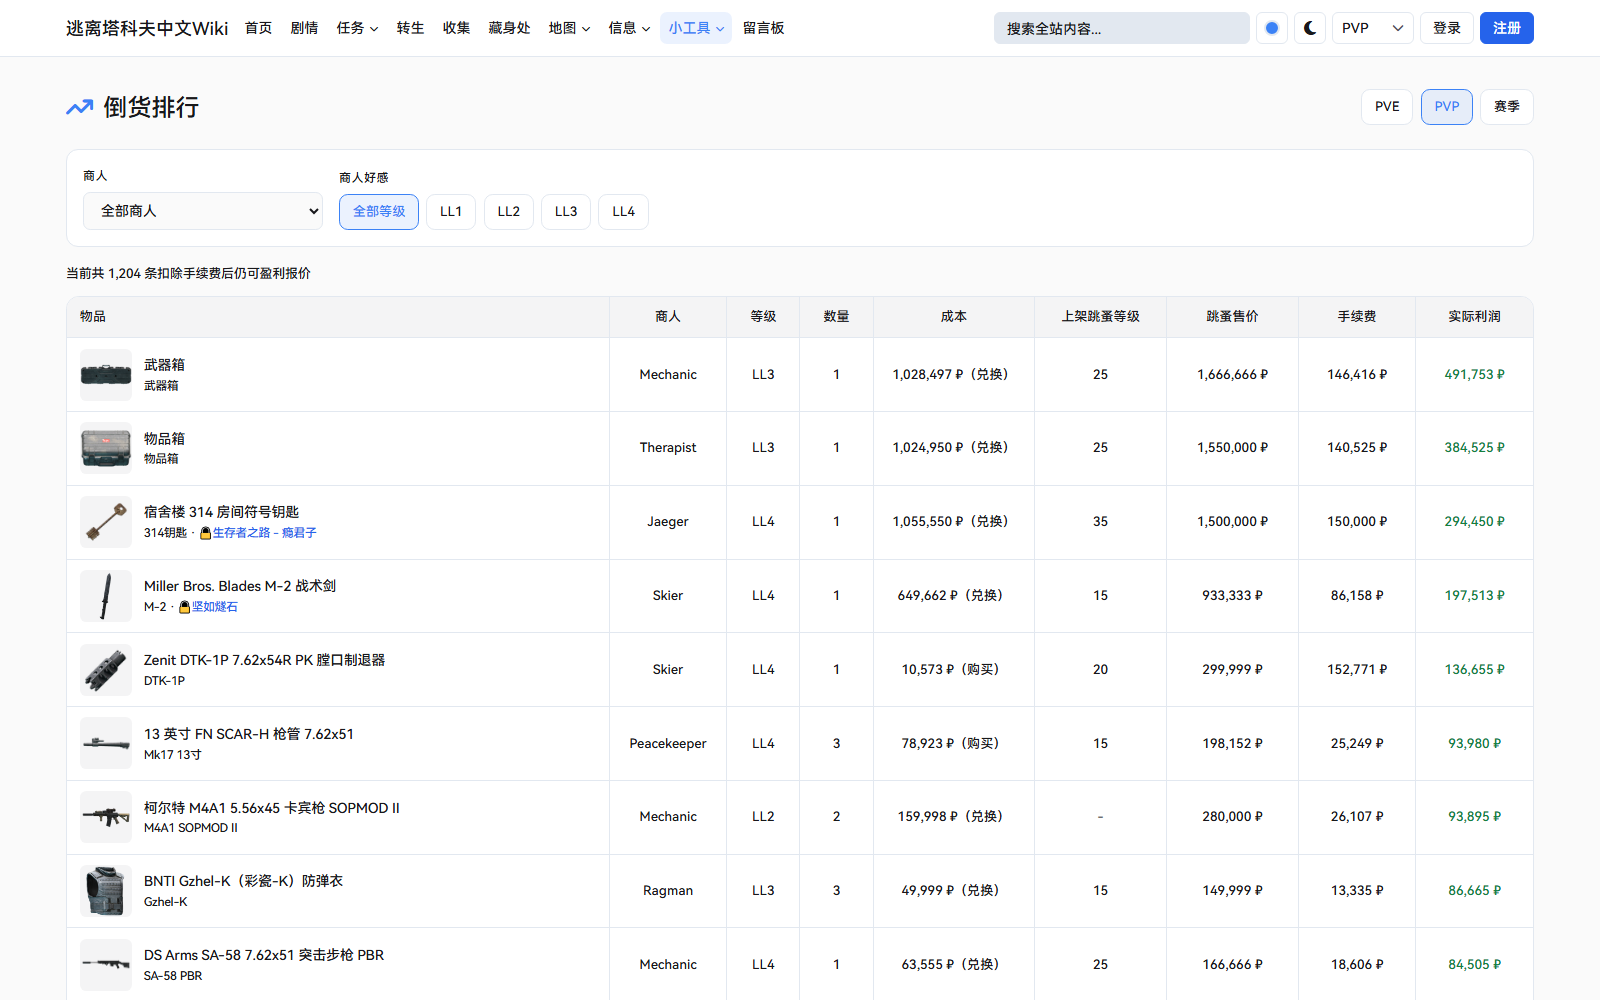 逃离塔科夫中文Wiki 首页 剧情 任务 转生 收集 藏身处 地图 信息 小工具 留言板 搜索全站内容... PVP 登录 注册
倒货排行 PVE PVP 赛季
商人 商人好感
全部商人 全部等级 LL1 LL2 LL3 LL4
当前共 1,204 条扣除手续费后仍可盈利报价
物品 商人 等级 数量 成本 上架跳蚤等级 跳蚤售价 手续费 实际利润
武器箱
武器箱
Mechanic LL3 1 1,028,497 ₽（兑换） 25 1,666,666 ₽ 146,416 ₽ 491,753 ₽
物品箱
物品箱
Therapist LL3 1 1,024,950 ₽（兑换） 25 1,550,000 ₽ 140,525 ₽ 384,525 ₽
宿舍楼 314 房间符号钥匙
314钥匙 · 🔒生存者之路 - 瘾君子
Jaeger LL4 1 1,055,550 ₽（兑换） 35 1,500,000 ₽ 150,000 ₽ 294,450 ₽
Miller Bros. Blades M-2 战术剑
M-2 · 🔒坚如燧石
Skier LL4 1 649,662 ₽（兑换） 15 933,333 ₽ 86,158 ₽ 197,513 ₽
Zenit DTK-1P 7.62x54R PK 膛口制退器
DTK-1P
Skier LL4 1 10,573 ₽（购买） 20 299,999 ₽ 152,771 ₽ 136,655 ₽
13 英寸 FN SCAR-H 枪管 7.62x51
Mk17 13寸
Peacekeeper LL4 3 78,923 ₽（购买） 15 198,152 ₽ 25,249 ₽ 93,980 ₽
柯尔特 M4A1 5.56x45 卡宾枪 SOPMOD II
M4A1 SOPMOD II
Mechanic LL2 2 159,998 ₽（兑换） - 280,000 ₽ 26,107 ₽ 93,895 ₽
BNTI Gzhel-K（彩瓷-K）防弹衣
Gzhel-K
Ragman LL3 3 49,999 ₽（兑换） 15 149,999 ₽ 13,335 ₽ 86,665 ₽
DS Arms SA-58 7.62x51 突击步枪 PBR
SA-58 PBR
Mechanic LL4 1 63,555 ₽（兑换） 25 166,666 ₽ 18,606 ₽ 84,505 ₽